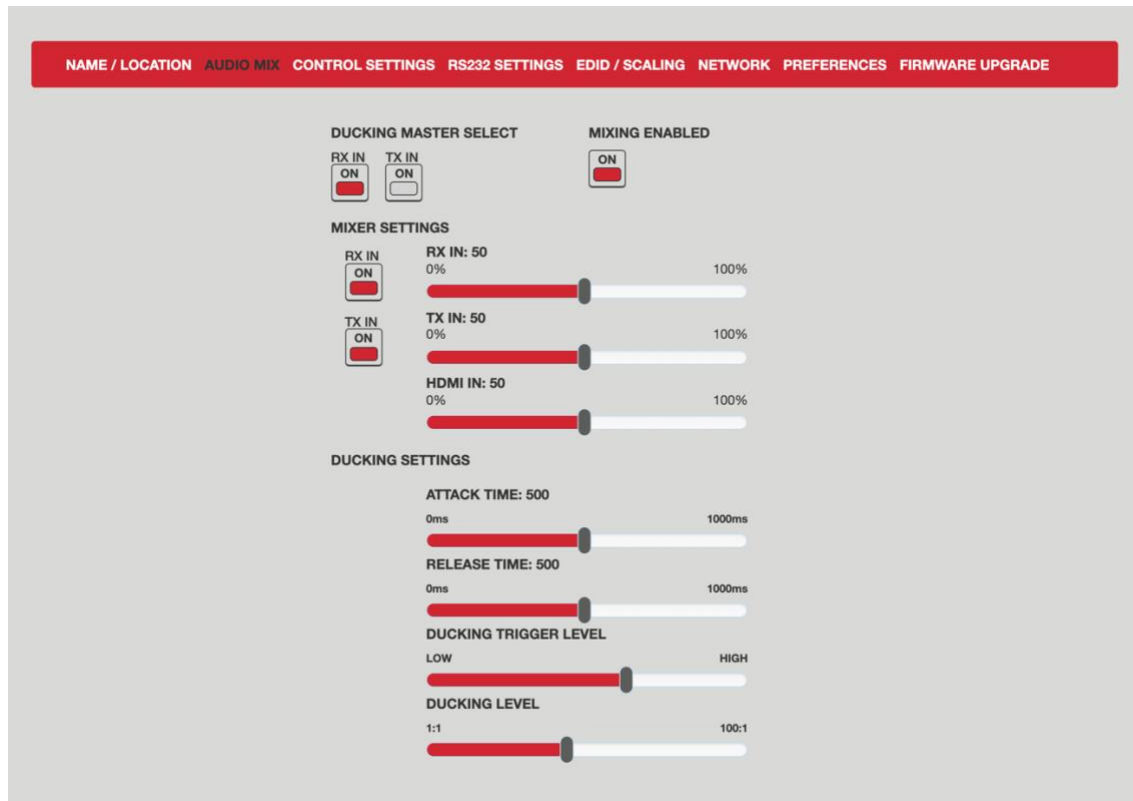 NAME / LOCATION AUDIO MIX CONTROL SETTINGS RS232 SETTINGS EDID / SCALING NETWORK PREFERENCES FIRMWARE UPGRADE
DUCKING MASTER SELECT MIXING ENABLED
RX IN TX IN
ON ON ON
MIXER SETTINGS
RX IN RX IN: 50
ON 0% 100%
TX IN TX IN: 50
ON 0% 100%
HDMI IN: 50
0% 100%
DUCKING SETTINGS
ATTACK TIME: 500
0ms 1000ms
RELEASE TIME: 500
0ms 1000ms
DUCKING TRIGGER LEVEL
LOW HIGH
DUCKING LEVEL
1:1 100:1